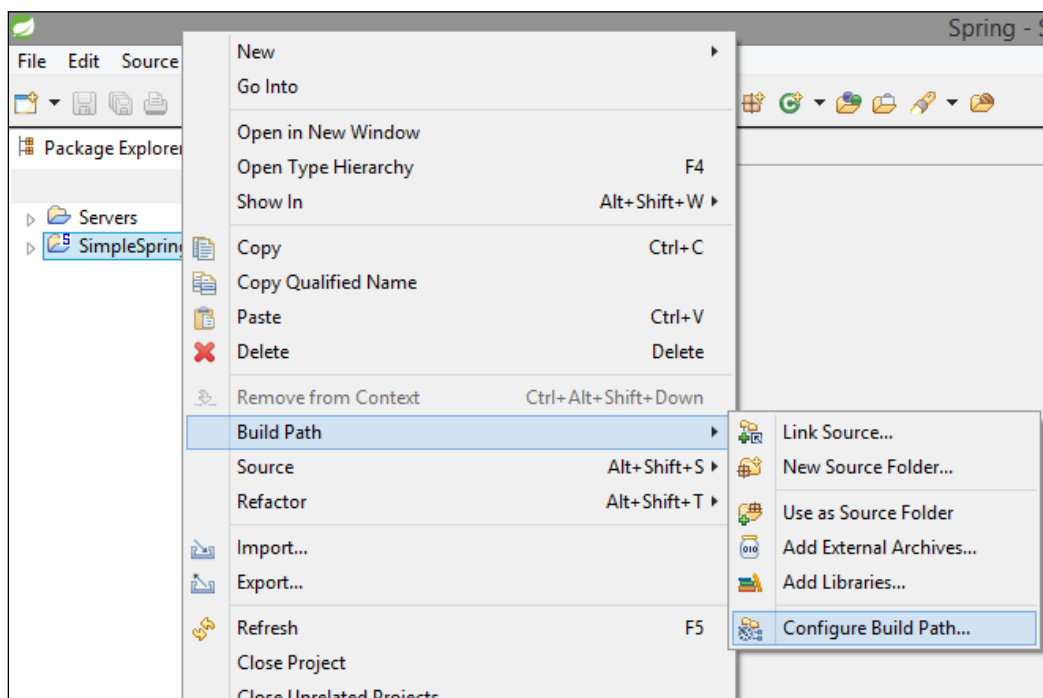 Spring - S
File Edit Source
Package Explorer
Servers
SimpleSpring
New
Go Into
Open in New Window
Open Type Hierarchy F4
Show In Alt+Shift+W
Copy Ctrl+C
Copy Qualified Name
Paste Ctrl+V
Delete Delete
Remove from Context Ctrl+Alt+Shift+Down
Build Path
Source Alt+Shift+S
Refactor Alt+Shift+T
Import...
Export...
Refresh F5
Close Project
Close Unrelated Projects
Link Source...
New Source Folder...
Use as Source Folder
Add External Archives...
Add Libraries...
Configure Build Path...